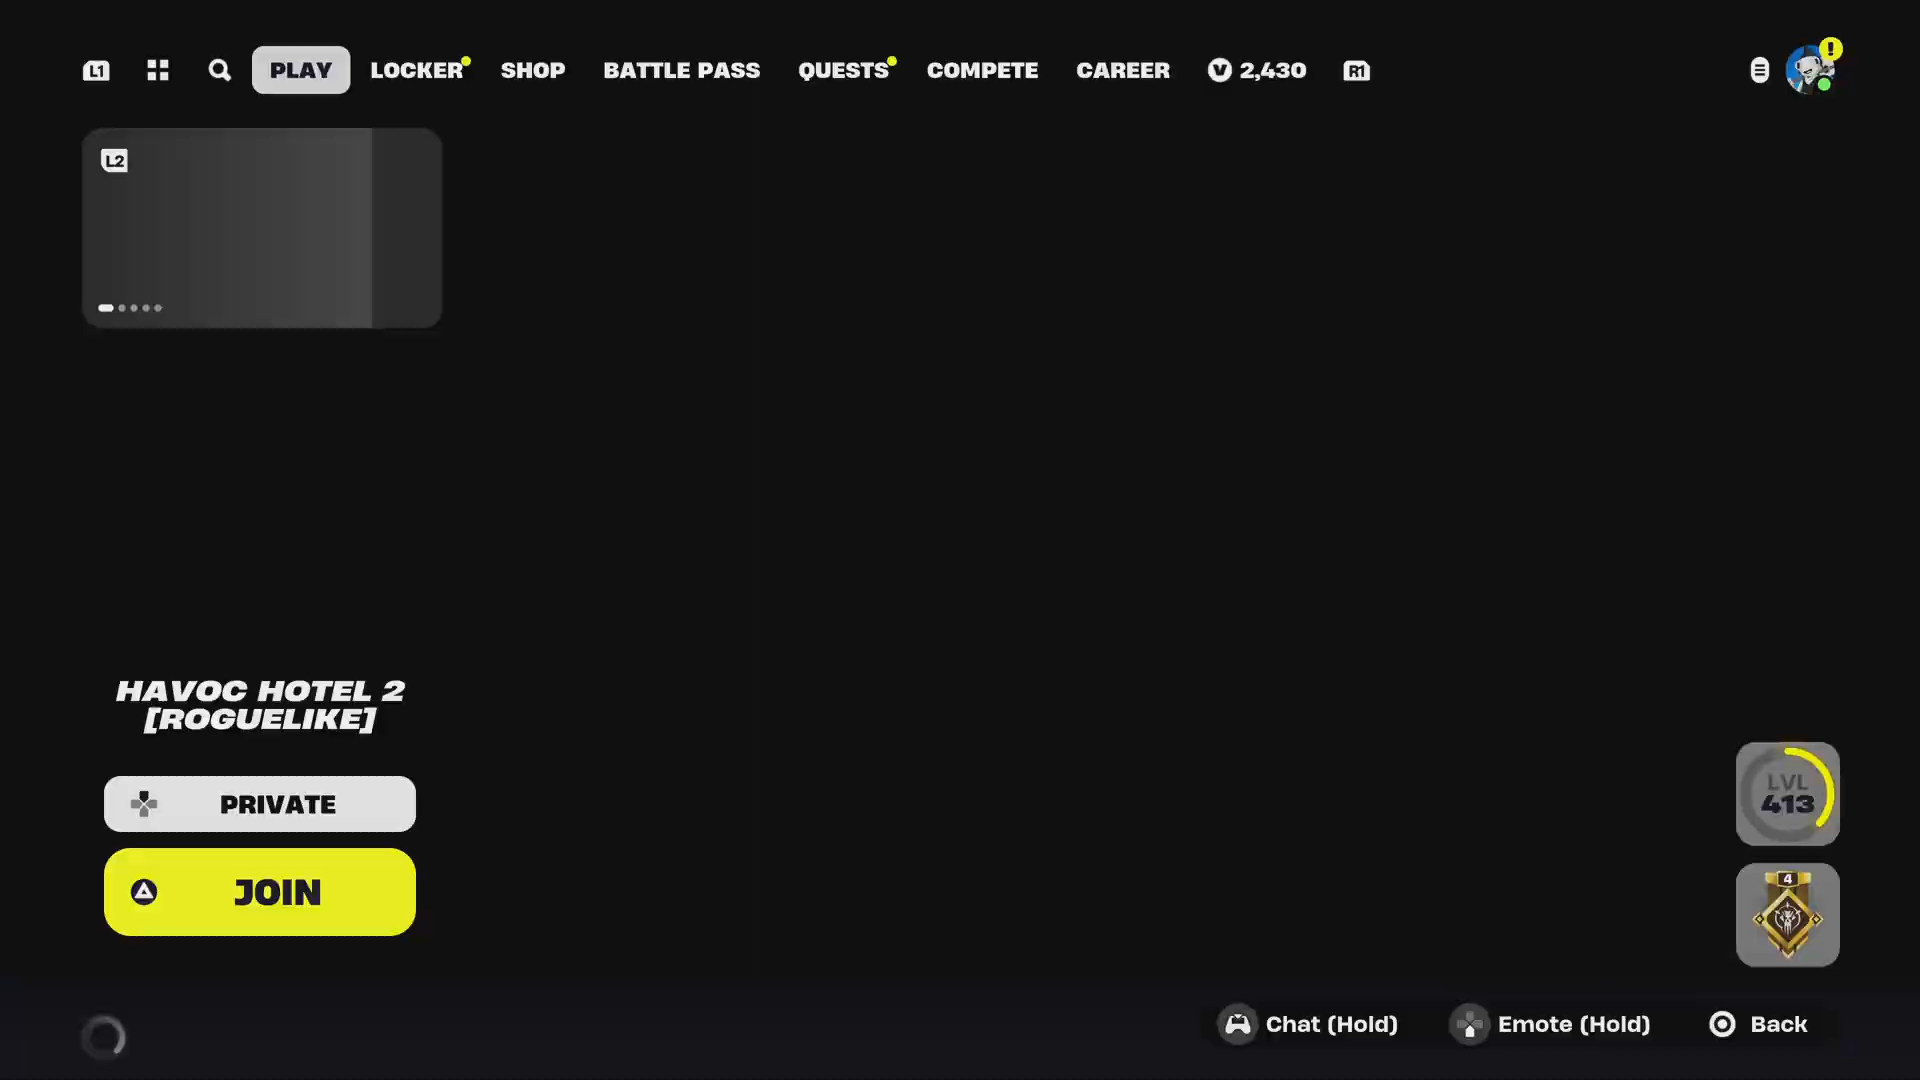 L1 PLAY LOCKER SHOP BATTLE PASS QUESTS COMPETE CAREER V 2,430 R1 !
L2
HAVOC HOTEL 2
[ROGUELIKE]
PRIVATE
JOIN
LVL
413
4
Chat (Hold) Emote (Hold) Back